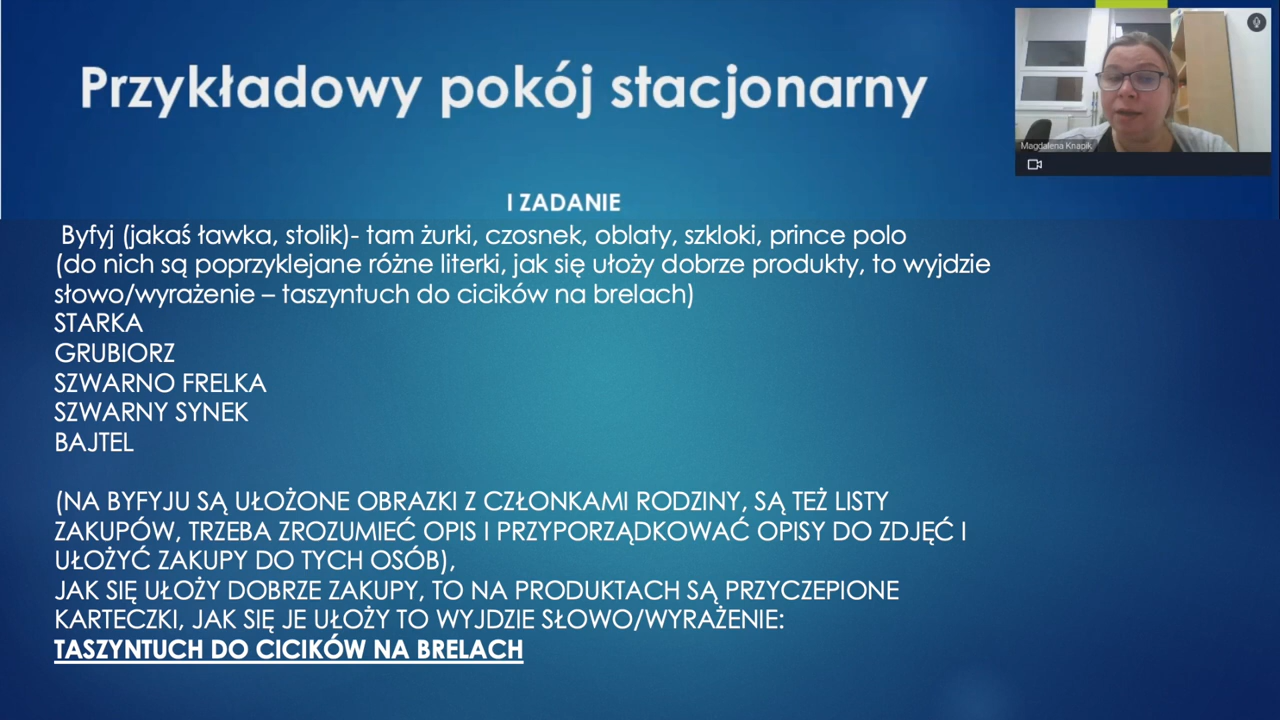 Przykładowy pokój stacjonarny
Magdalena Knapik
I ZADANIE
Byfyj (jakaś ławka, stolik)- tam żurki, czosnek, oblaty, szkloki, prince polo
(do nich są poprzyklejane różne literki, jak się ułoży dobrze produkty, to wyjdzie
słowo/wyrażenie – taszyntuch do cicików na brelach)
STARKA
GRUBIORZ
SZWARNO FRELKA
SZWARNY SYNEK
BAJTEL
(NA BYFYJU SĄ UŁOŻONE OBRAZKI Z CZŁONKAMI RODZINY, SĄ TEŻ LISTY
ZAKUPÓW, TRZEBA ZROZUMIEĆ OPIS I PRZYPORZĄDKOWAĆ OPISY DO ZDJĘĆ I
UŁOŻYĆ ZAKUPY DO TYCH OSÓB),
JAK SIĘ UŁOŻY DOBRZE ZAKUPY, TO NA PRODUKTACH SĄ PRZYCZEPIONE
KARTECZKI, JAK SIĘ JE UŁOŻY TO WYJDZIE SŁOWO/WYRAŻENIE:
TASZYNTUCH DO CICIKÓW NA BRELACH